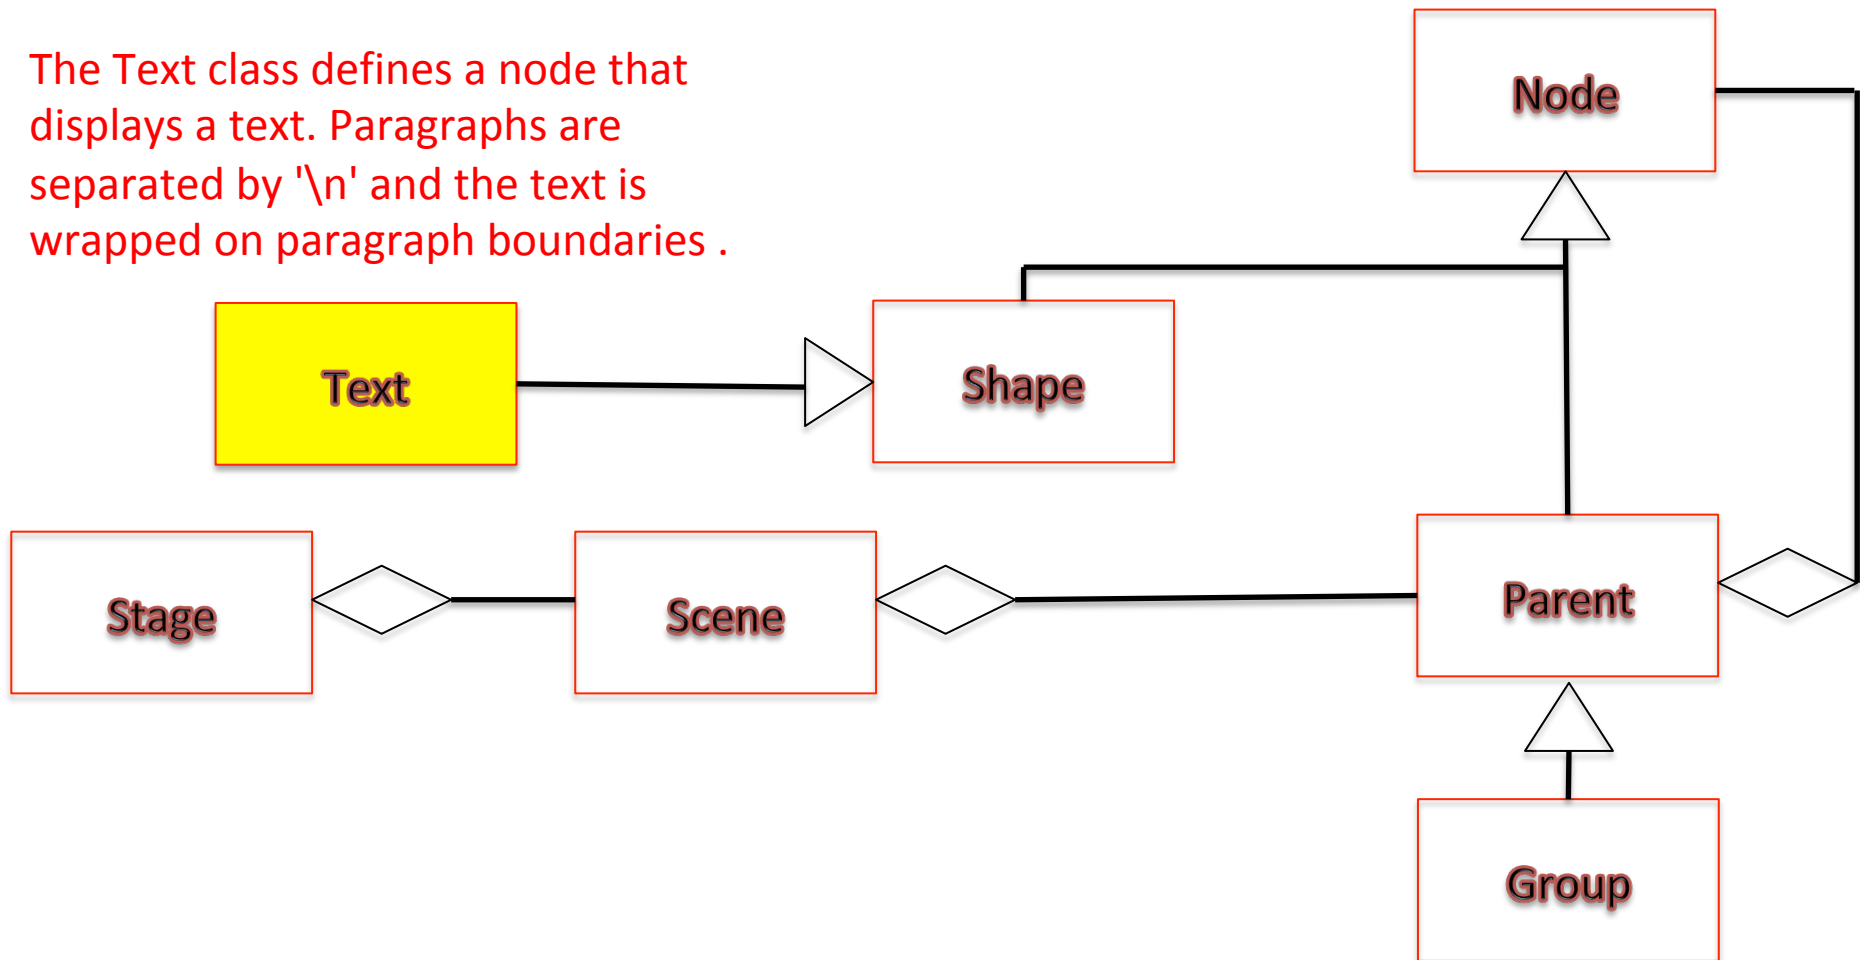 The Text class defines a node that
displays a text. Paragraphs are
separated by '\n' and the text is
wrapped on paragraph boundaries .
Node
Text
Shape
Stage
Scene
Parent
Group